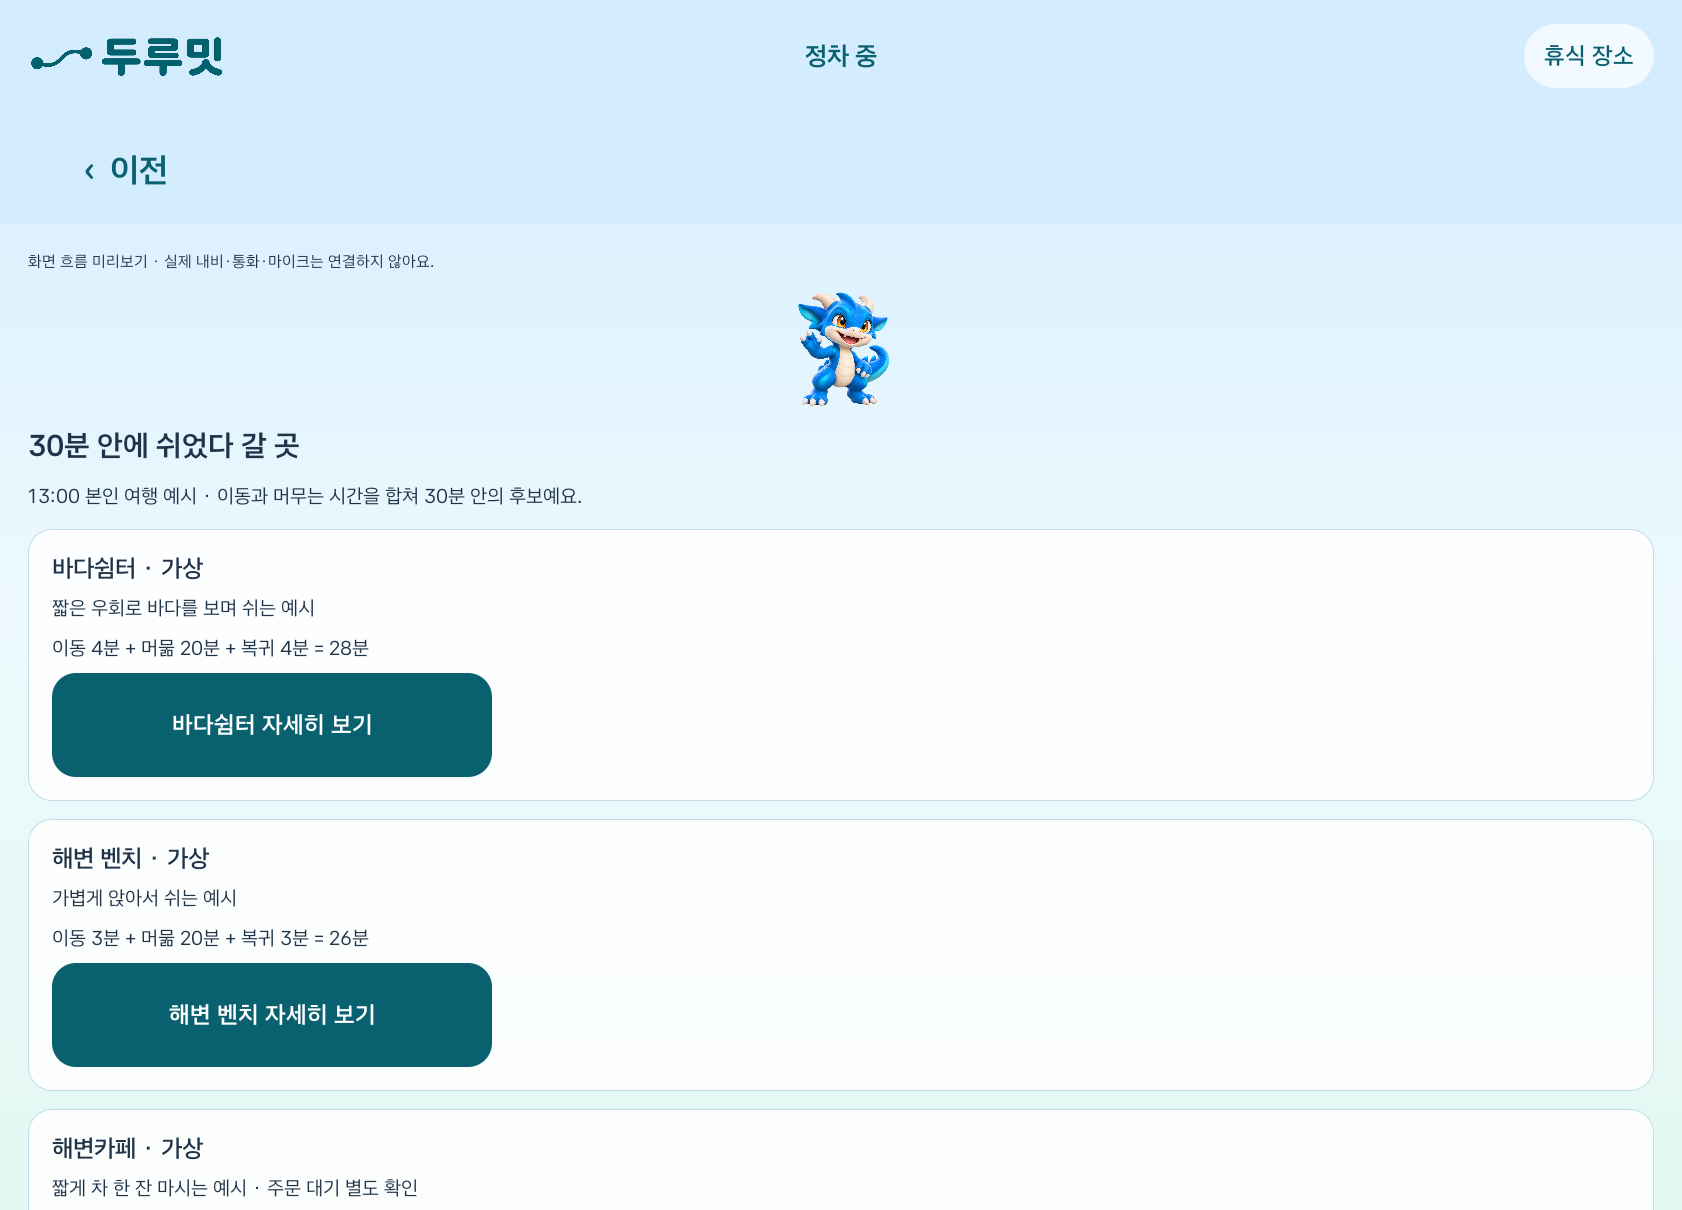 두루밋
정차 중
휴식 장소
‹ 이전
화면 흐름 미리보기 · 실제 내비·통화·마이크는 연결하지 않아요.
30분 안에 쉬었다 갈 곳
13:00 본인 여행 예시 · 이동과 머무는 시간을 합쳐 30분 안의 후보예요.
바다쉼터 · 가상
짧은 우회로 바다를 보며 쉬는 예시
이동 4분 + 머묾 20분 + 복귀 4분 = 28분
바다쉼터 자세히 보기
해변 벤치 · 가상
가볍게 앉아서 쉬는 예시
이동 3분 + 머묾 20분 + 복귀 3분 = 26분
해변 벤치 자세히 보기
해변카페 · 가상
짧게 차 한 잔 마시는 예시 · 주문 대기 별도 확인